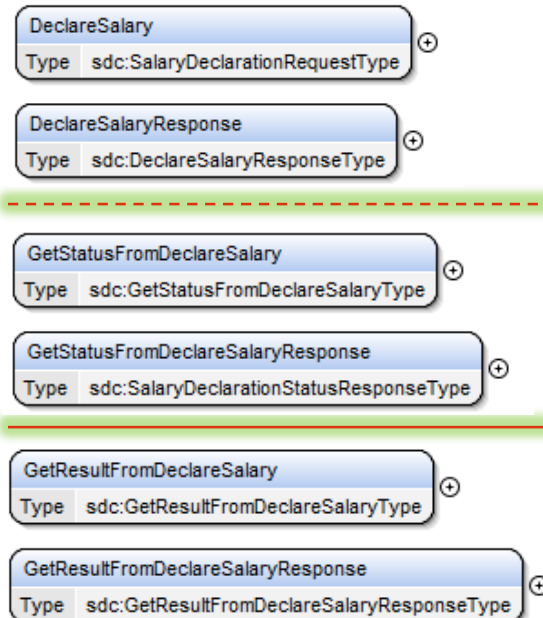 DeclareSalary
Type sdc:SalaryDeclarationRequestType
DeclareSalaryResponse
Type sdc:DeclareSalaryResponseType
GetStatusFromDeclareSalary
Type sdc:GetStatusFromDeclareSalaryType
GetStatusFromDeclareSalaryResponse
Type sdc:SalaryDeclarationStatusResponseType
GetResultFromDeclareSalary
Type sdc:GetResultFromDeclareSalaryType
GetResultFromDeclareSalaryResponse
Type sdc:GetResultFromDeclareSalaryResponseType